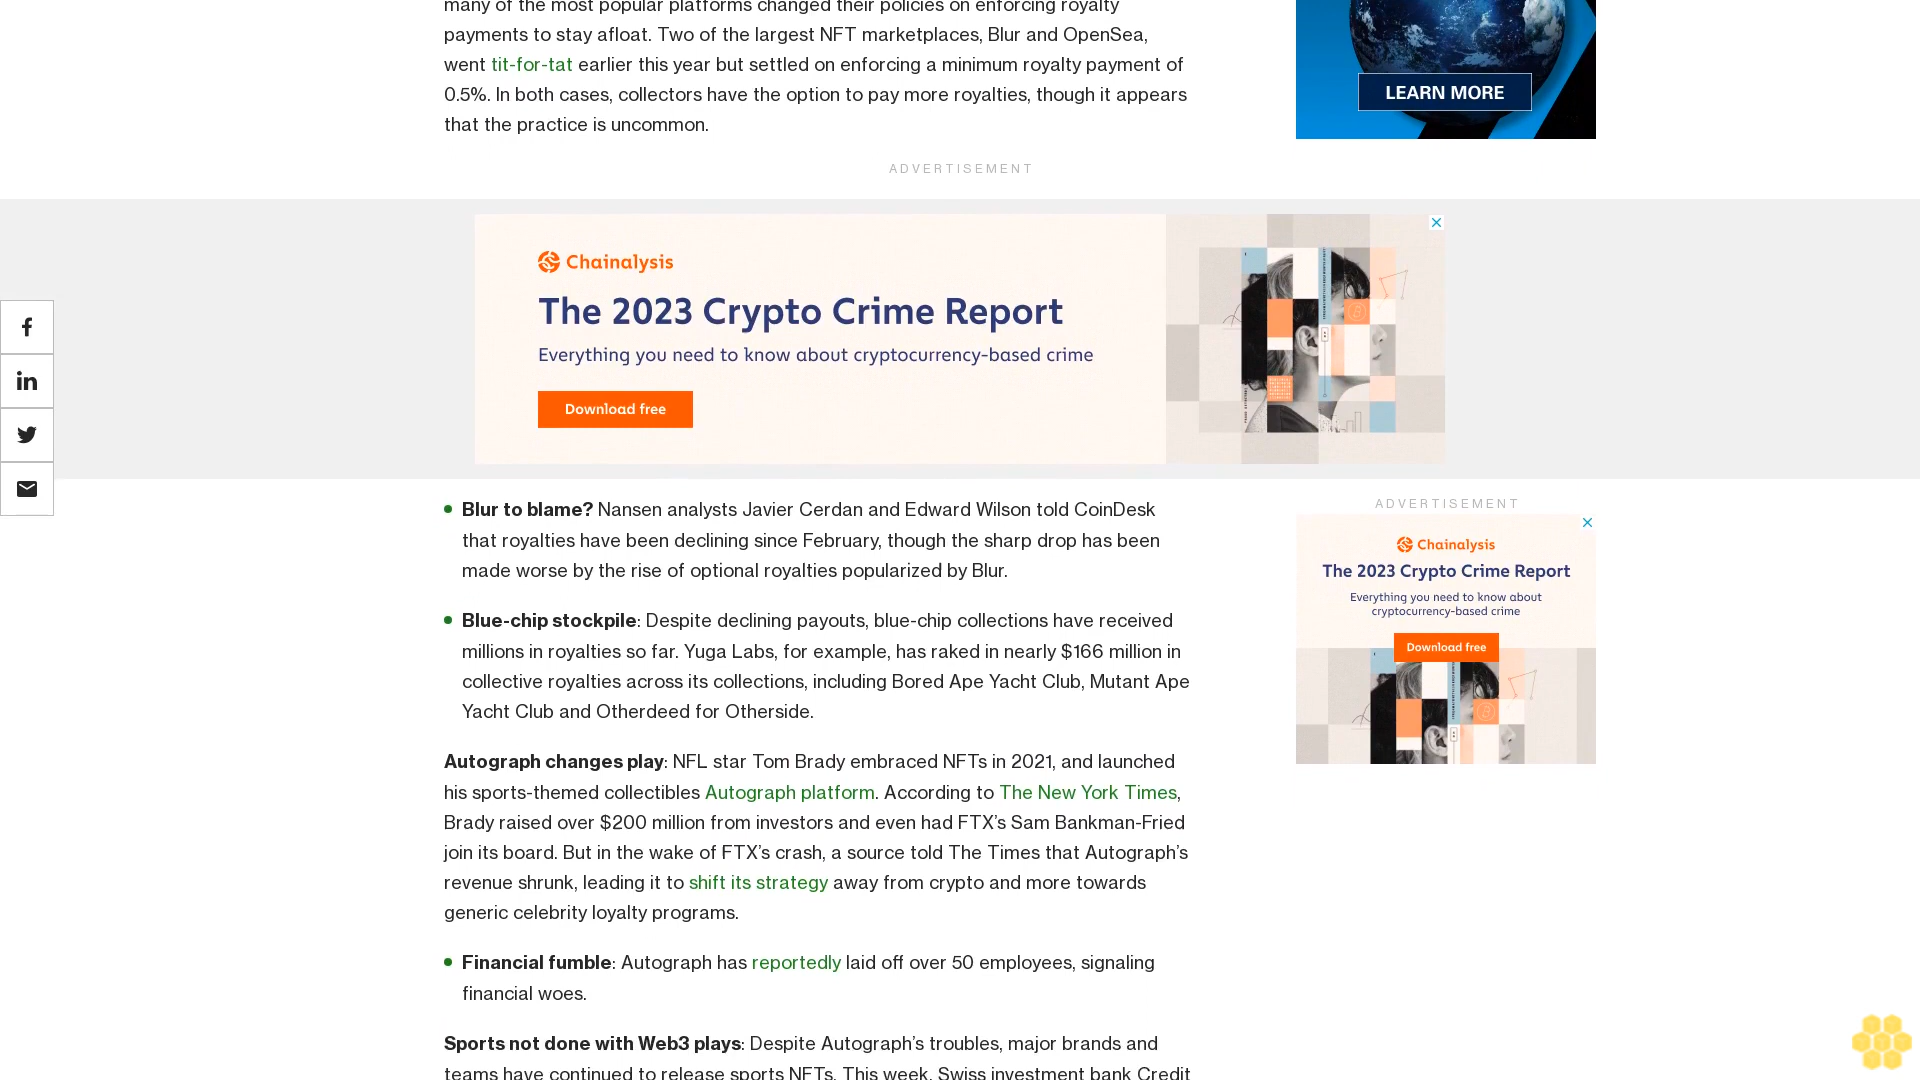 many of the most popular platforms changed their policies on enforcing royalty
payments to stay afloat. Two of the largest NFT marketplaces, Blur and OpenSea,
went tit-for-tat earlier this year but settled on enforcing a minimum royalty payment of
0.5%. In both cases, collectors have the option to pay more royalties, though it appears
that the practice is uncommon.
LEARN MORE
ADVERTISEMENT
Chainalysis
The 2023 Crypto Crime Report
Everything you need to know about cryptocurrency-based crime
Download free
Blur to blame? Nansen analysts Javier Cerdan and Edward Wilson told CoinDesk
that royalties have been declining since February, though the sharp drop has been
made worse by the rise of optional royalties popularized by Blur.
Blue-chip stockpile: Despite declining payouts, blue-chip collections have received
millions in royalties so far. Yuga Labs, for example, has raked in nearly $166 million in
collective royalties across its collections, including Bored Ape Yacht Club, Mutant Ape
Yacht Club and Otherdeed for Otherside.
Autograph changes play: NFL star Tom Brady embraced NFTs in 2021, and launched
his sports-themed collectibles Autograph platform. According to The New York Times,
Brady raised over $200 million from investors and even had FTX’s Sam Bankman-Fried
join its board. But in the wake of FTX’s crash, a source told The Times that Autograph’s
revenue shrunk, leading it to shift its strategy away from crypto and more towards
generic celebrity loyalty programs.
Financial fumble: Autograph has reportedly laid off over 50 employees, signaling
financial woes.
Sports not done with Web3 plays: Despite Autograph’s troubles, major brands and
teams have continued to release sports NFTs. This week, Swiss investment bank Credit
ADVERTISEMENT
Chainalysis
The 2023 Crypto Crime Report
Everything you need to know about
cryptocurrency-based crime
Download free